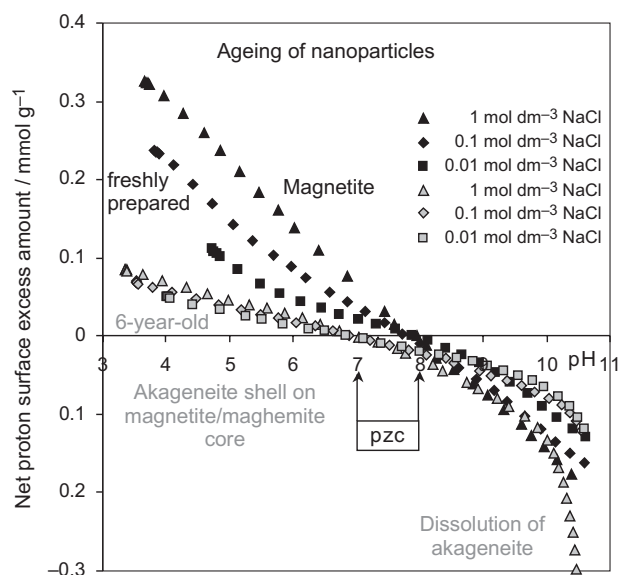 Ageing of nanoparticles
1 mol dm–3 NaCl
0.1 mol dm–3 NaCl
0.01 mol dm–3 NaCl
1 mol dm–3 NaCl
0.1 mol dm–3 NaCl
0.01 mol dm–3 NaCl
Magnetite
freshly
prepared
6-year-old
Akageneite shell on
magnetite/maghemite
core
pzc
Dissolution of
akageneite
Net proton surface excess amount / mmol g–1
0.4
0.3
0.2
0.1
0
0.1
0.2
–0.3
3 4 5 6 7 8 9 10 11
pH